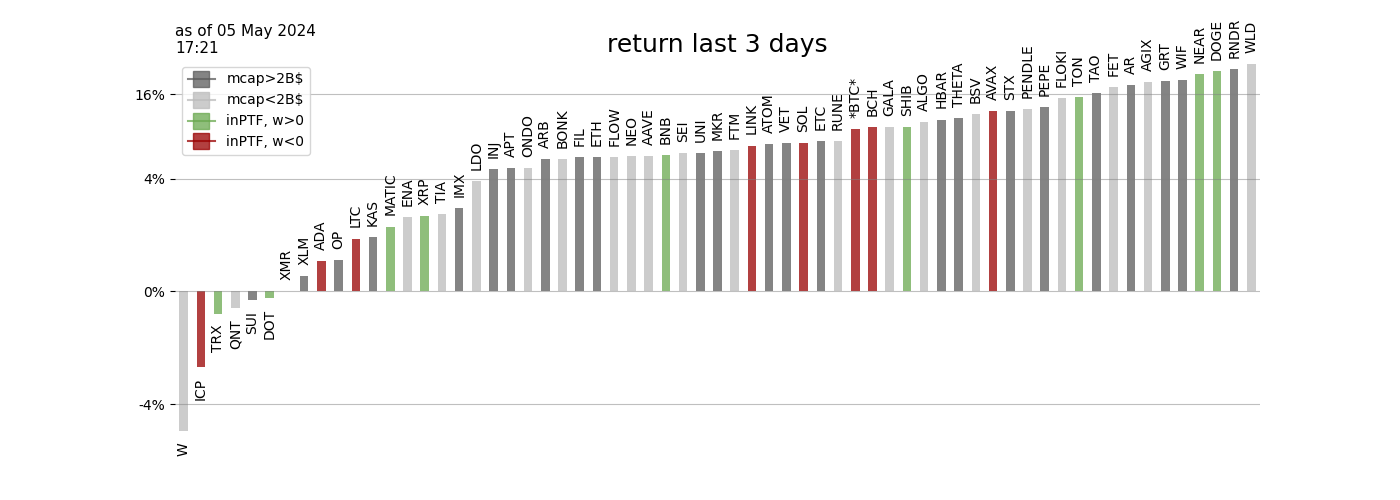 as of 05 May 2024
17:21
return last 3 days
mcap>2B$
mcap<2B$
inPTF, w>0
inPTF, w<0
16%
4%
0%
-4%
W
ICP
TRX
QNT
SUI
DOT
XMR
XLM
ADA
OP
LTC
KAS
MATIC
ENA
XRP
TIA
IMX
LDO
INJ
APT
ONDO
ARB
BONK
FIL
ETH
FLOW
NEO
AAVE
BNB
SEI
UNI
MKR
FTM
LINK
ATOM
VET
SOL
ETC
RUNE
*BTC*
BCH
GALA
SHIB
ALGO
HBAR
THETA
BSV
AVAX
STX
PENDLE
PEPE
FLOKI
TON
TAO
FET
AR
AGIX
GRT
WIF
NEAR
DOGE
RNDR
WLD